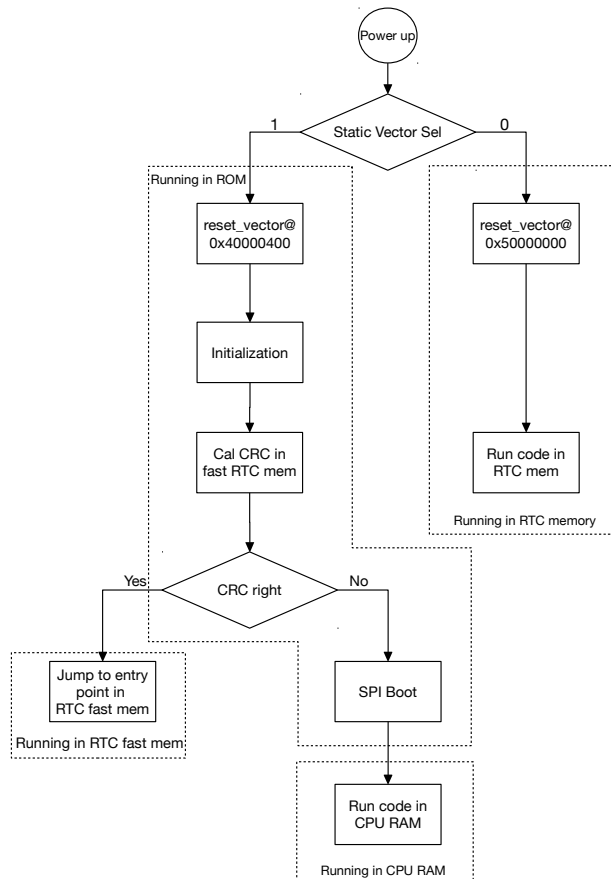 Power up
Static Vector Sel
1
0
Running in ROM
reset_vector@
0x40000400
reset_vector@
0x50000000
Initialization
Cal CRC in
fast RTC mem
Run code in
RTC mem
Running in RTC memory
CRC right
Yes
No
Jump to entry
point in
RTC fast mem
Running in RTC fast mem
SPI Boot
Run code in
CPU RAM
Running in CPU RAM